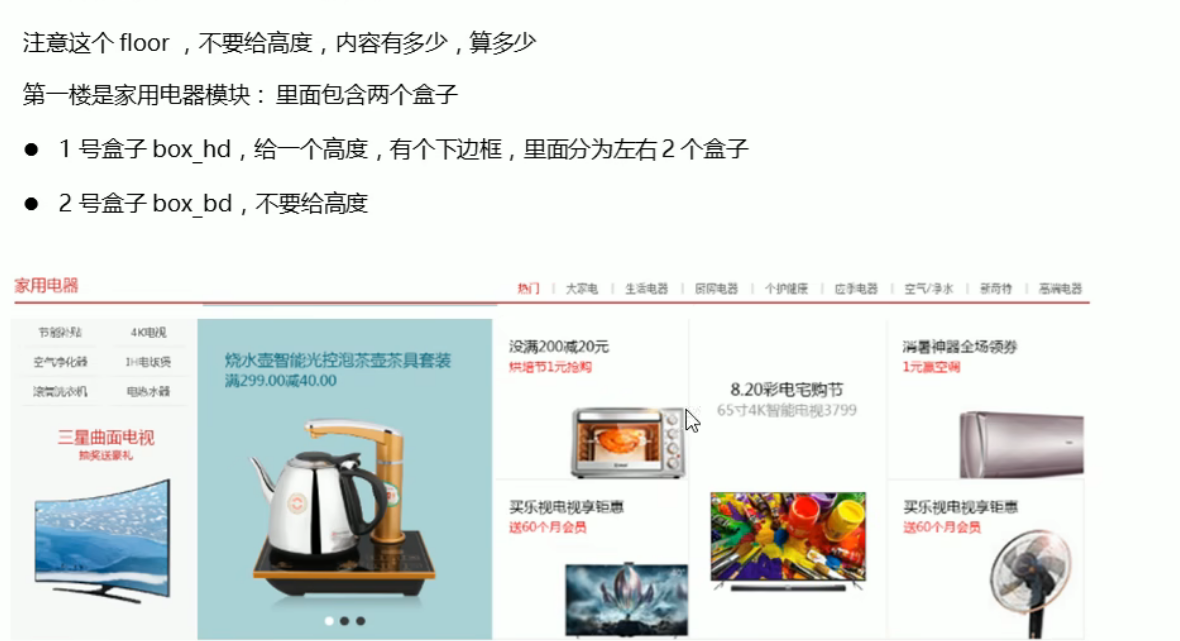 注意这个 floor ，不要给高度，内容有多少，算多少
第一楼是家用电器模块：里面包含两个盒子
● 1 号盒子 box_hd，给一个高度，有个下边框，里面分为左右 2 个盒子
● 2 号盒子 box_bd，不要给高度
家用电器
热门 | 大家电 | 生活电器 | 厨房电器 | 个护健康 | 应季电器 | 空气/净水 | 新奇特 | 高端电器
节能补贴 4K电视
空气净化器 IH电饭煲
滚筒洗衣机 电热水器
三星曲面电视
抽奖送豪礼
烧水壶智能光控泡茶壶茶具套装
满299.00减40.00
没满200减20元
烘培节1元抢购
买乐视电视享钜惠
送60个月会员
8.20彩电宅购节
65寸4K智能电视3799
消暑神器全场领券
1元赢空调
买乐视电视享钜惠
送60个月会员